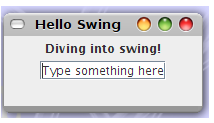 Hello Swing
Diving into swing!
Type something here